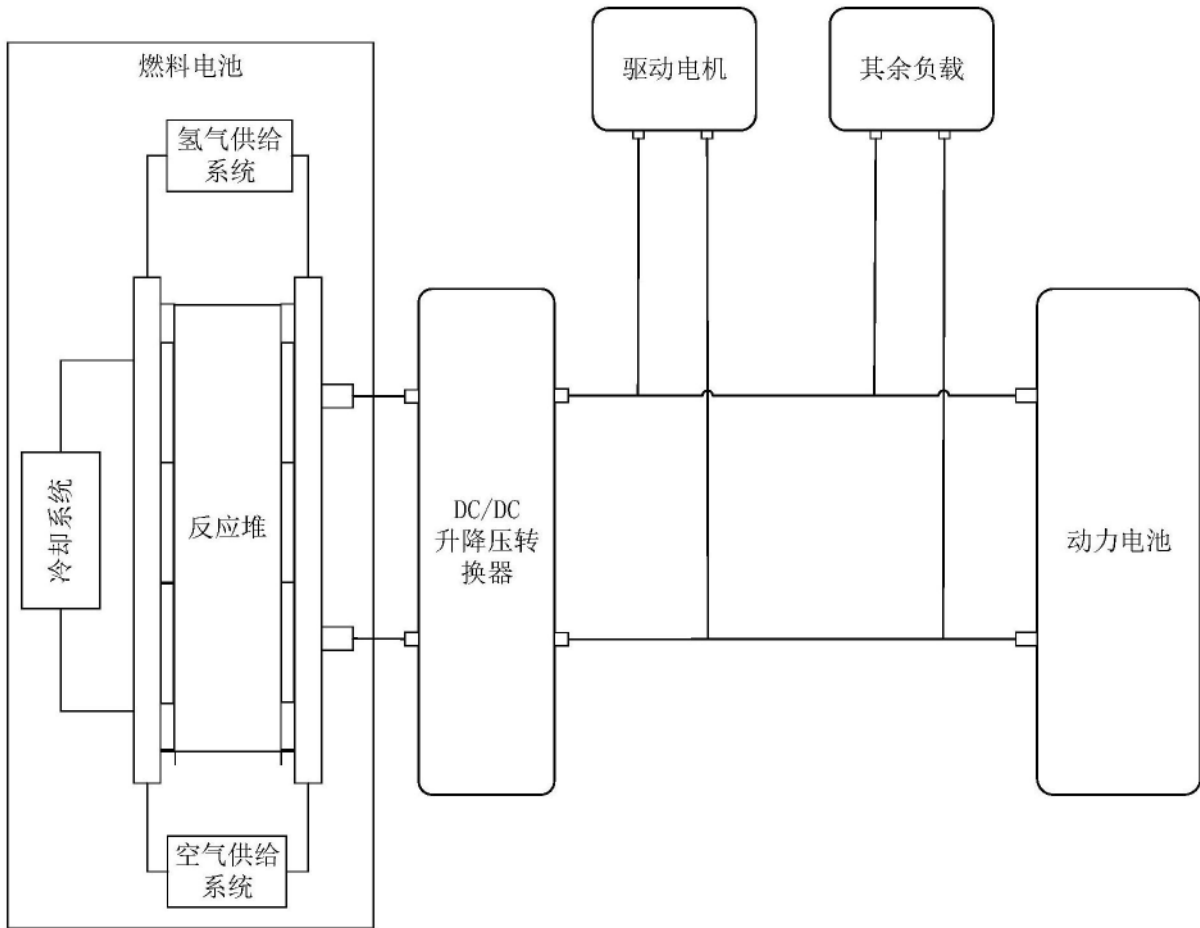 燃料电池
氢气供给
系统
冷却系统
反应堆
空气供给
系统
DC/DC
升降压转
换器
驱动电机
其余负载
动力电池